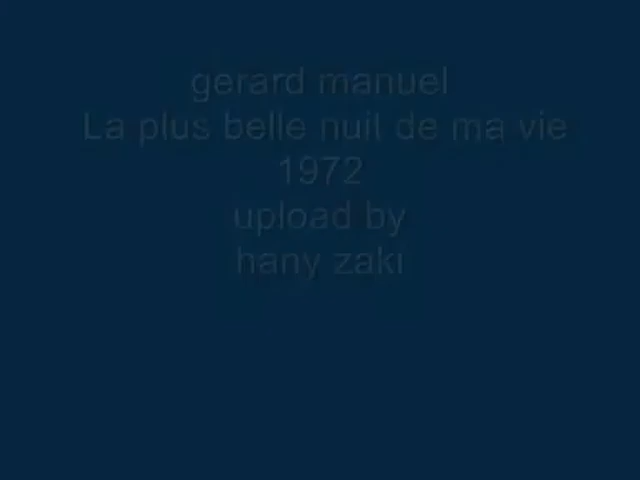 gerard manuel
La plus belle nuit de ma vie
1972
upload by
hany zaki